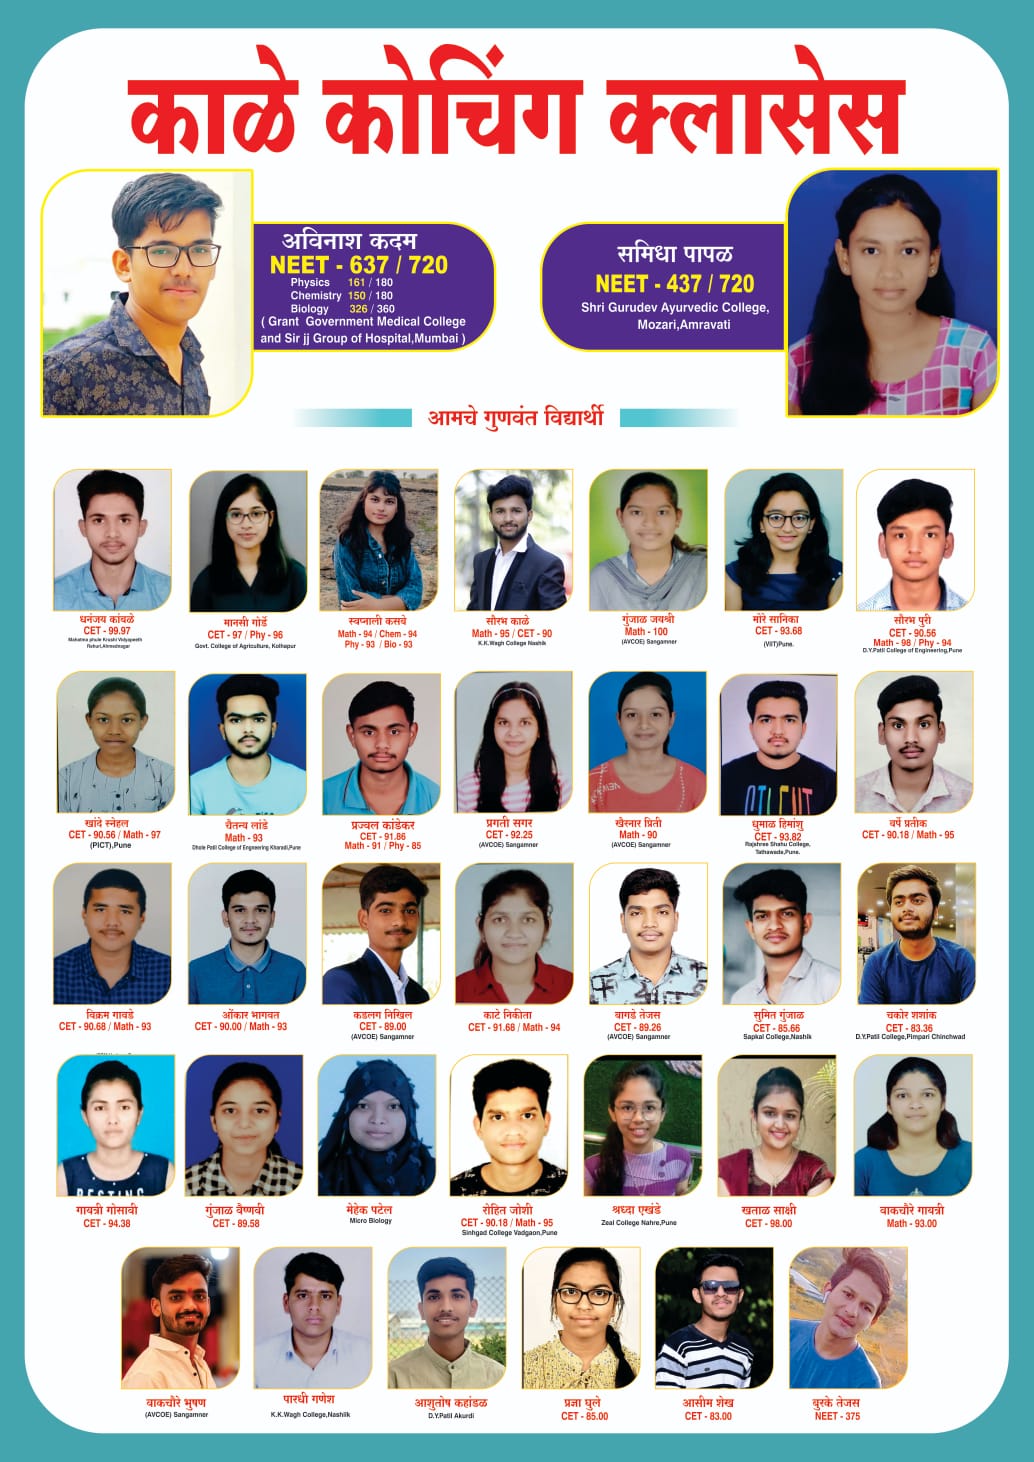 काळे कोचिंग क्लासेस
अविनाश कदम
NEET - 637 / 720
Physics 161 / 180
Chemistry 150 / 180
Biology 326 / 360
( Grant Government Medical College
and Sir jj Group of Hospital,Mumbai )
समिधा पापळ
NEET - 437 / 720
Shri Gurudev Ayurvedic College,
Mozari,Amravati
आमचे गुणवंत विद्यार्थी
धनंजय कांवळे
CET - 99.97
Mahatma phule Krushi Vidyapeeth
Rahuri,Ahmednagar
मानसी गोर्डे
CET - 97 / Phy - 96
Govt. College of Agriculture, Kolhapur
स्वप्नाली कसबे
Math - 94 / Chem - 94
Phy - 93 / Bio - 93
सौरभ काळे
Math - 95 / CET - 90
K.K.Wagh College Nashik
गुंजाळ जयश्री
Math - 100
(AVCOE) Sangamner
मोरे सानिका
CET - 93.68
(VIIT)Pune.
सौरभ पुरी
CET - 90.56
Math - 98 / Phy - 94
D.Y.Patil College of Engineering,Pune
खांदे स्नेहल
CET - 90.56 / Math - 97
(PICT),Pune
चैतन्य लांडे
Math - 93
Dhole Patil College of Engneering Kharadi,Pune
प्रज्वल कांडेकर
CET - 91.86
Math - 91 / Phy - 85
प्रगती सगर
CET - 92.25
(AVCOE) Sangamner
खैरनार प्रिती
Math - 90
(AVCOE) Sangamner
धुमाळ हिमांशु
CET - 93.82
Rajshree Shahu College,
Tathawade,Pune.
वर्पे प्रतीक
CET - 90.18 / Math - 95
विक्रम गावडे
CET - 90.68 / Math - 93
ओंकार भागवत
CET - 90.00 / Math - 93
कडलग निखिल
CET - 89.00
(AVCOE) Sangamner
काटे निकीता
CET - 91.68 / Math - 94
वागडे तेजस
CET - 89.26
(AVCOE) Sangamner
सुमित गुंजाळ
CET - 85.66
Sapkal College,Nashik
चकोर शशांक
CET - 83.36
D.Y.Patil College,Pimpari Chinchwad
गायत्री गोसावी
CET - 94.38
गुंजाळ वैष्णवी
CET - 89.58
मेहेक पटेल
Micro Biology
रोहित जोशी
CET - 90.18 / Math - 95
Sinhgad College Vadgaon,Pune
श्रध्दा एखंडे
Zeal College Nahre,Pune
खताळ साक्षी
CET - 98.00
वाकचौरे गायत्री
Math - 93.00
वाकचौरे भुषण
(AVCOE) Sangamner
पारधी गणेश
K.K.Wagh College,Nashilk
आशुतोष कहांडळ
D.Y.Patil Akurdi
प्रज्ञा घुले
CET - 85.00
आसीम शेख
CET - 83.00
बुरके तेजस
NEET - 375